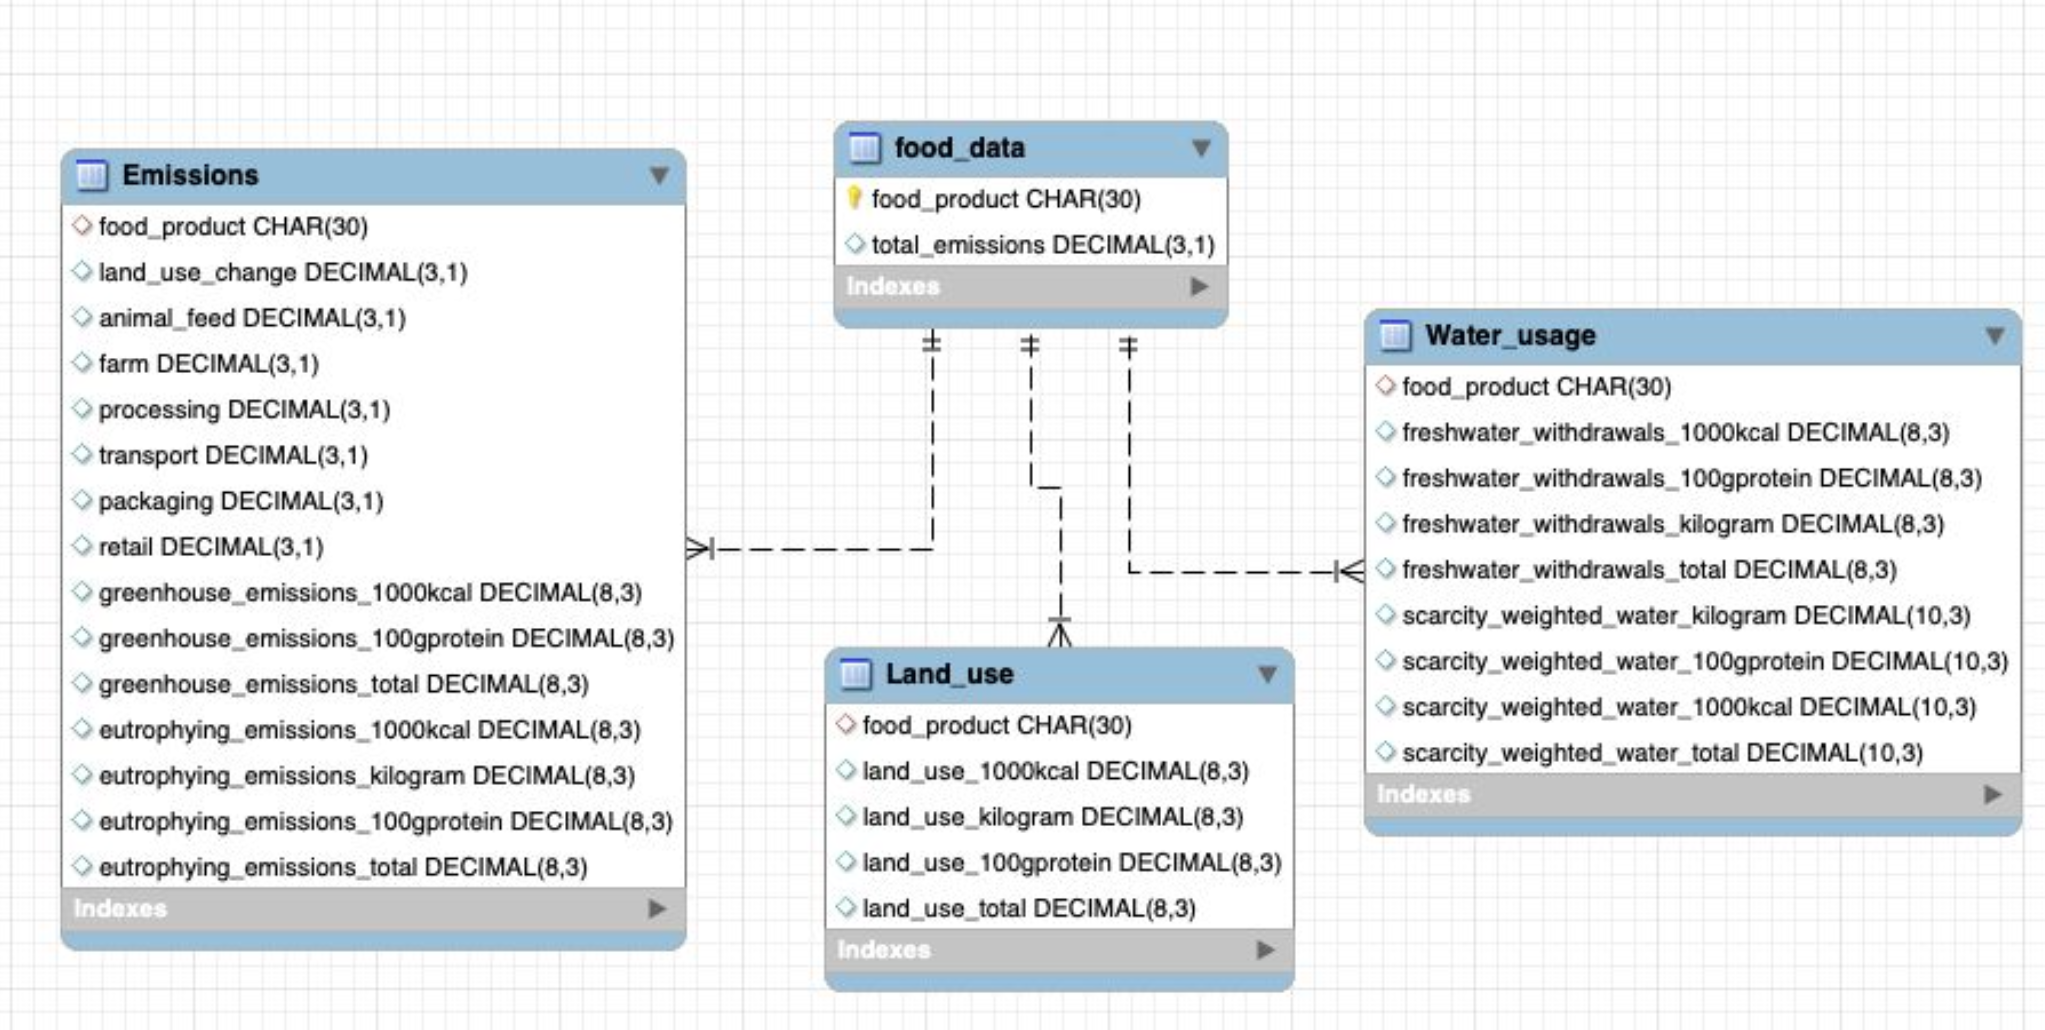 Emissions
food_product CHAR(30)
land_use_change DECIMAL(3,1)
animal_feed DECIMAL(3,1)
farm DECIMAL(3,1)
processing DECIMAL(3,1)
transport DECIMAL(3,1)
packaging DECIMAL(3,1)
retail DECIMAL(3,1)
greenhouse_emissions_1000kcal DECIMAL(8,3)
greenhouse_emissions_100gprotein DECIMAL(8,3)
greenhouse_emissions_total DECIMAL(8,3)
eutrophying_emissions_1000kcal DECIMAL(8,3)
eutrophying_emissions_kilogram DECIMAL(8,3)
eutrophying_emissions_100gprotein DECIMAL(8,3)
eutrophying_emissions_total DECIMAL(8,3)
Indexes
food_data
food_product CHAR(30)
total_emissions DECIMAL(3,1)
Indexes
Land_use
food_product CHAR(30)
land_use_1000kcal DECIMAL(8,3)
land_use_kilogram DECIMAL(8,3)
land_use_100gprotein DECIMAL(8,3)
land_use_total DECIMAL(8,3)
Indexes
Water_usage
food_product CHAR(30)
freshwater_withdrawals_1000kcal DECIMAL(8,3)
freshwater_withdrawals_100gprotein DECIMAL(8,3)
freshwater_withdrawals_kilogram DECIMAL(8,3)
freshwater_withdrawals_total DECIMAL(8,3)
scarcity_weighted_water_kilogram DECIMAL(10,3)
scarcity_weighted_water_100gprotein DECIMAL(10,3)
scarcity_weighted_water_1000kcal DECIMAL(10,3)
scarcity_weighted_water_total DECIMAL(10,3)
Indexes